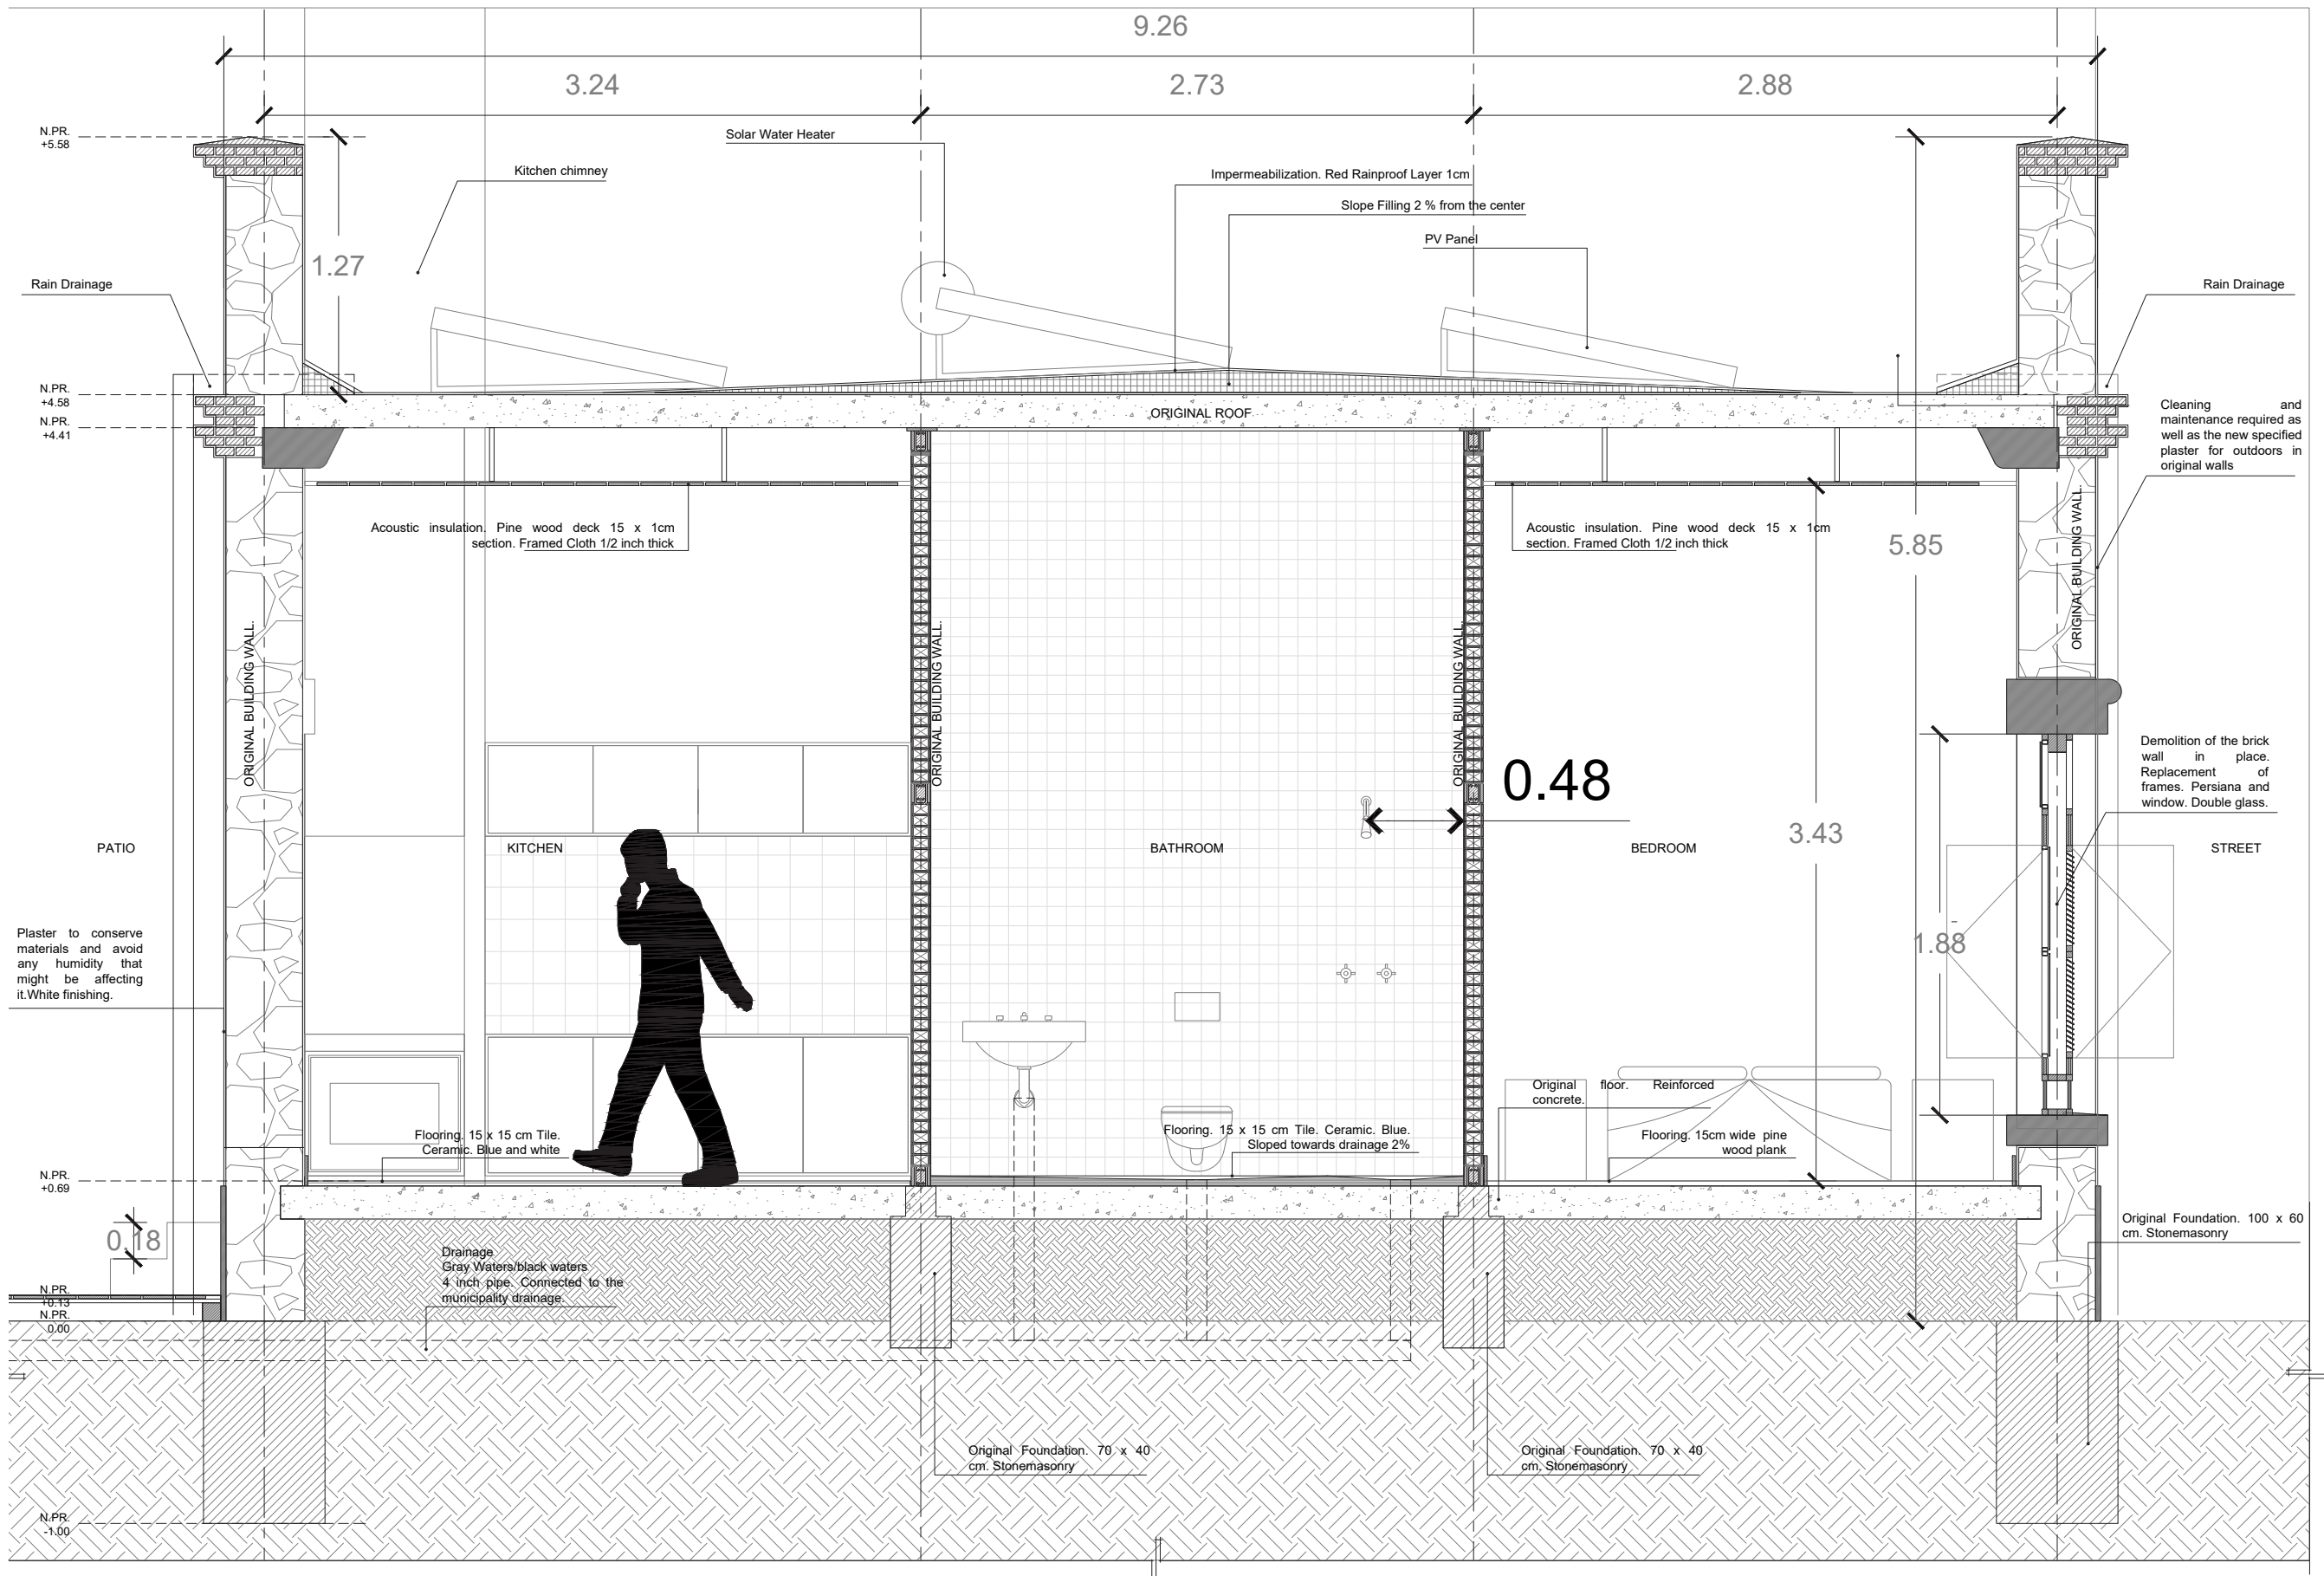 9.26
3.24
2.73
2.88
N.PR.
+5.58
Solar Water Heater
Kitchen chimney
Impermeabilization. Red Rainproof Layer 1cm
Slope Filling 2 % from the center
PV Panel
1.27
Rain Drainage
Rain Drainage
N.PR.
+4.58
N.PR.
+4.41
ORIGINAL ROOF
Cleaning and
maintenance required as
well as the new specified
plaster for outdoors in
original walls
Acoustic insulation. Pine wood deck 15 x 1cm
section. Framed Cloth 1/2 inch thick
Acoustic insulation. Pine wood deck 15 x 1cm
section. Framed Cloth 1/2 inch thick
5.85
ORIGINAL BUILDING WALL.
ORIGINAL BUILDING WALL.
ORIGINAL BUILDING WALL.
ORIGINAL BUILDING WALL.
0.48
Demolition of the brick
wall in place.
Replacement of
frames. Persiana and
window. Double glass.
3.43
PATIO
KITCHEN
BATHROOM
BEDROOM
STREET
Plaster to conserve
materials and avoid
any humidity that
might be affecting
it.White finishing.
1.88
Original floor. Reinforced
concrete.
Flooring. 15 x 15 cm Tile.
Ceramic. Blue and white
Flooring. 15 x 15 cm Tile. Ceramic. Blue.
Sloped towards drainage 2%
Flooring. 15cm wide pine
wood plank
N.PR.
+0.69
0.18
Original Foundation. 100 x 60
cm. Stonemasonry
Drainage
Gray Waters/black waters
4 inch pipe. Connected to the
municipality drainage.
N.PR.
+0.13
N.PR.
0.00
Original Foundation. 70 x 40
cm. Stonemasonry
Original Foundation. 70 x 40
cm. Stonemasonry
N.PR.
-1.00